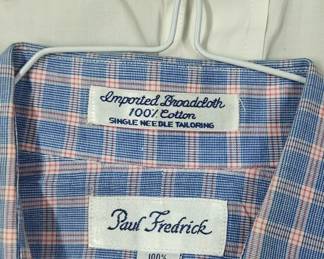 Imported Broadcloth
100% Cotton
SINGLE NEEDLE TAILORING
Paul Fredrick
100%